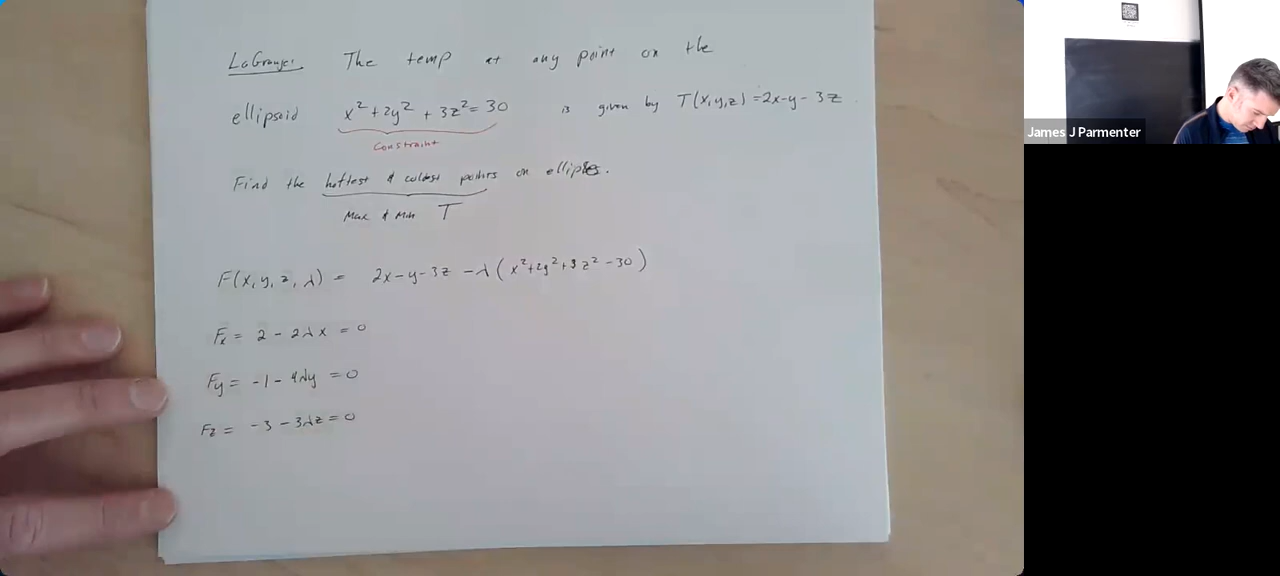 LaGrange: The temp at any point on the
ellipsoid x² + 2y² + 3z² = 30 is given by T(x,y,z) = 2x - y - 3z
constraint
Find the hottest & coldest points on
Max & Min T
F(x, y, z, λ) = 2x - y - 3z - λ(x² + 2y² + 3z² - 30)
Fx = 2 - 2λx = 0
Fy = -1 - 4λy = 0
Fz = -3 - 3λz = 0
James J Parmenter